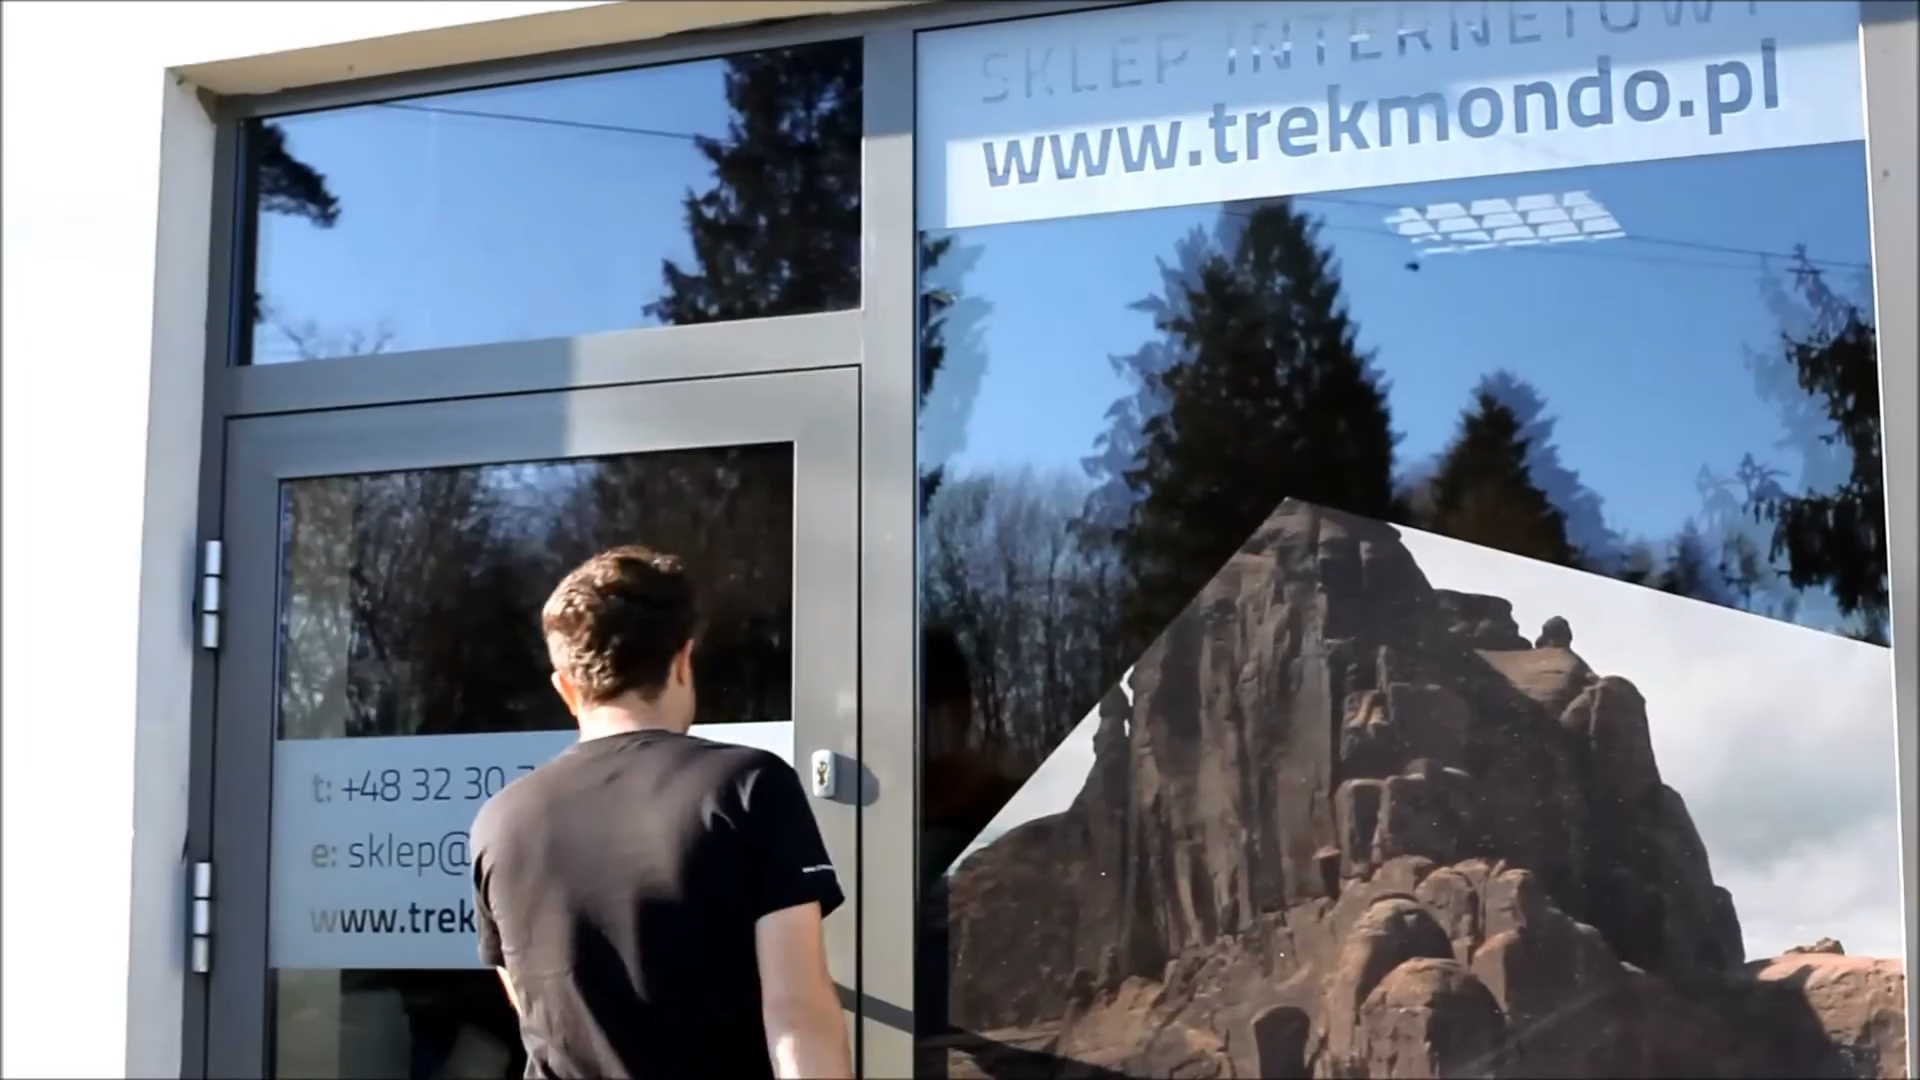 SKLEP INTERNETOWY
www.trekmondo.pl
t: +48 32 30
e: sklep@
www.trek